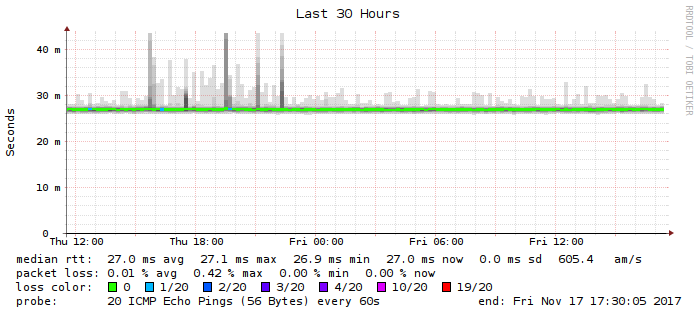 Last 30 Hours
RRDTOOL / TOBI OETIKER
Seconds
40 m
30 m
20 m
10 m
0
Thu 12:00 Thu 18:00 Fri 00:00 Fri 06:00 Fri 12:00
median rtt: 27.0 ms avg 27.1 ms max 26.9 ms min 27.0 ms now 0.0 ms sd 605.4 am/s
packet loss: 0.01 % avg 0.42 % max 0.00 % min 0.00 % now
loss color: 0 1/20 2/20 3/20 4/20 10/20 19/20
probe: 20 ICMP Echo Pings (56 Bytes) every 60s end: Fri Nov 17 17:30:05 2017